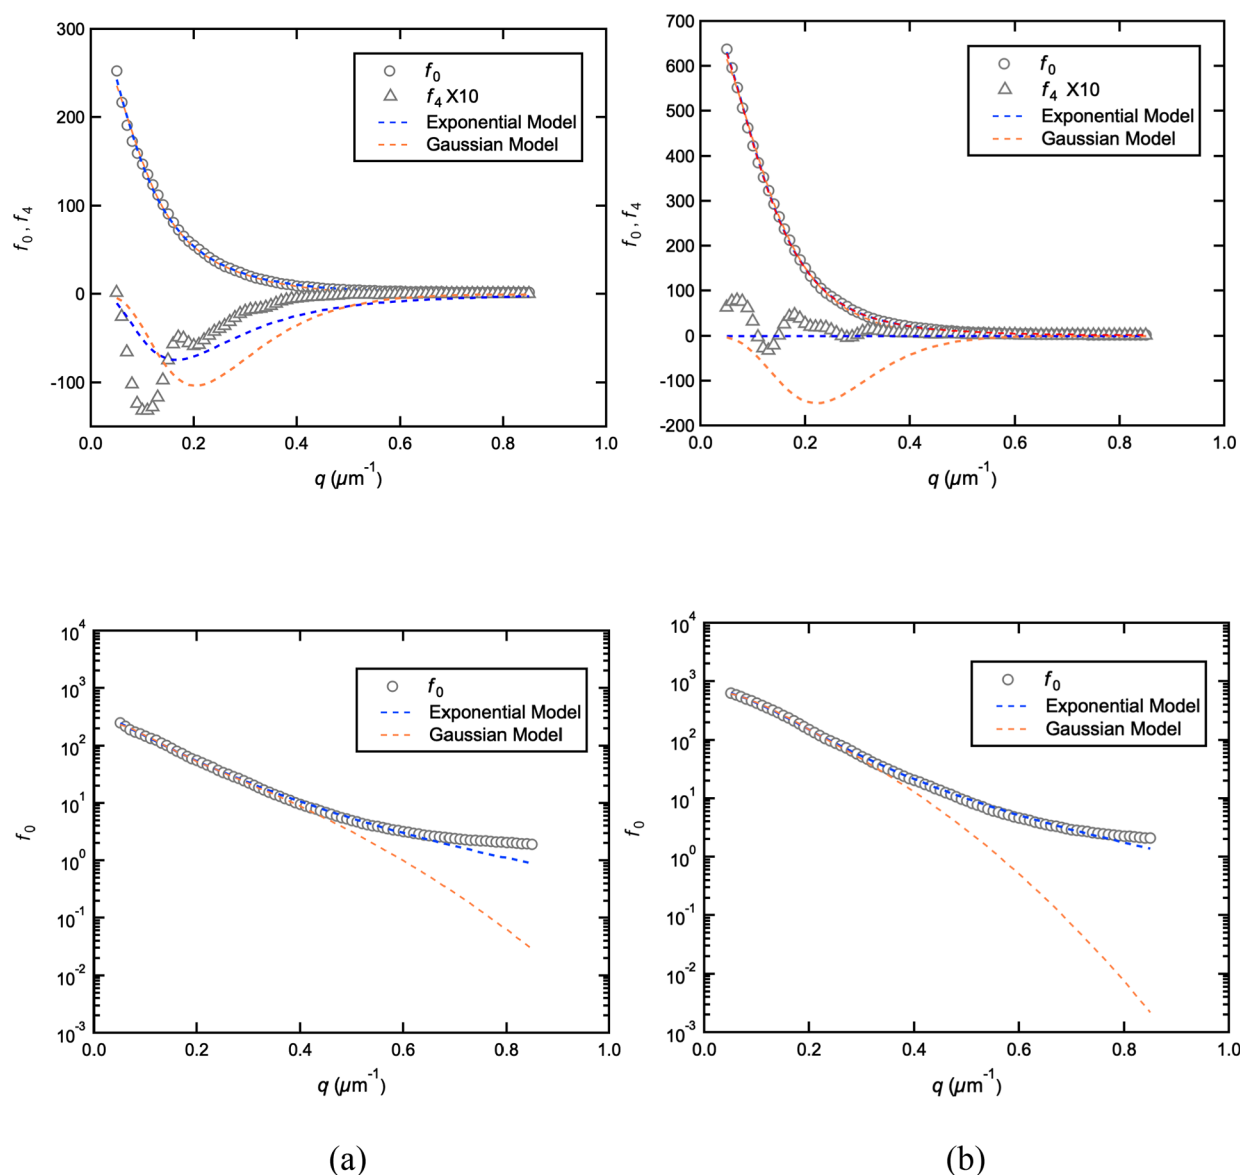 300
200
100
0
-100
f0 , f4
f0
f4 X10
Exponential Model
Gaussian Model
0.0 0.2 0.4 0.6 0.8 1.0
q (µm-1)
700
600
500
400
300
200
100
0
-100
-200
f0 , f4
f0
f4 X10
Exponential Model
Gaussian Model
0.0 0.2 0.4 0.6 0.8 1.0
q (µm-1)
10^4
10^3
10^2
10^1
10^0
10^-1
10^-2
10^-3
f0
f0
Exponential Model
Gaussian Model
0.0 0.2 0.4 0.6 0.8 1.0
q (µm-1)
10^4
10^3
10^2
10^1
10^0
10^-1
10^-2
10^-3
f0
f0
Exponential Model
Gaussian Model
0.0 0.2 0.4 0.6 0.8 1.0
q (µm-1)
(a) (b)